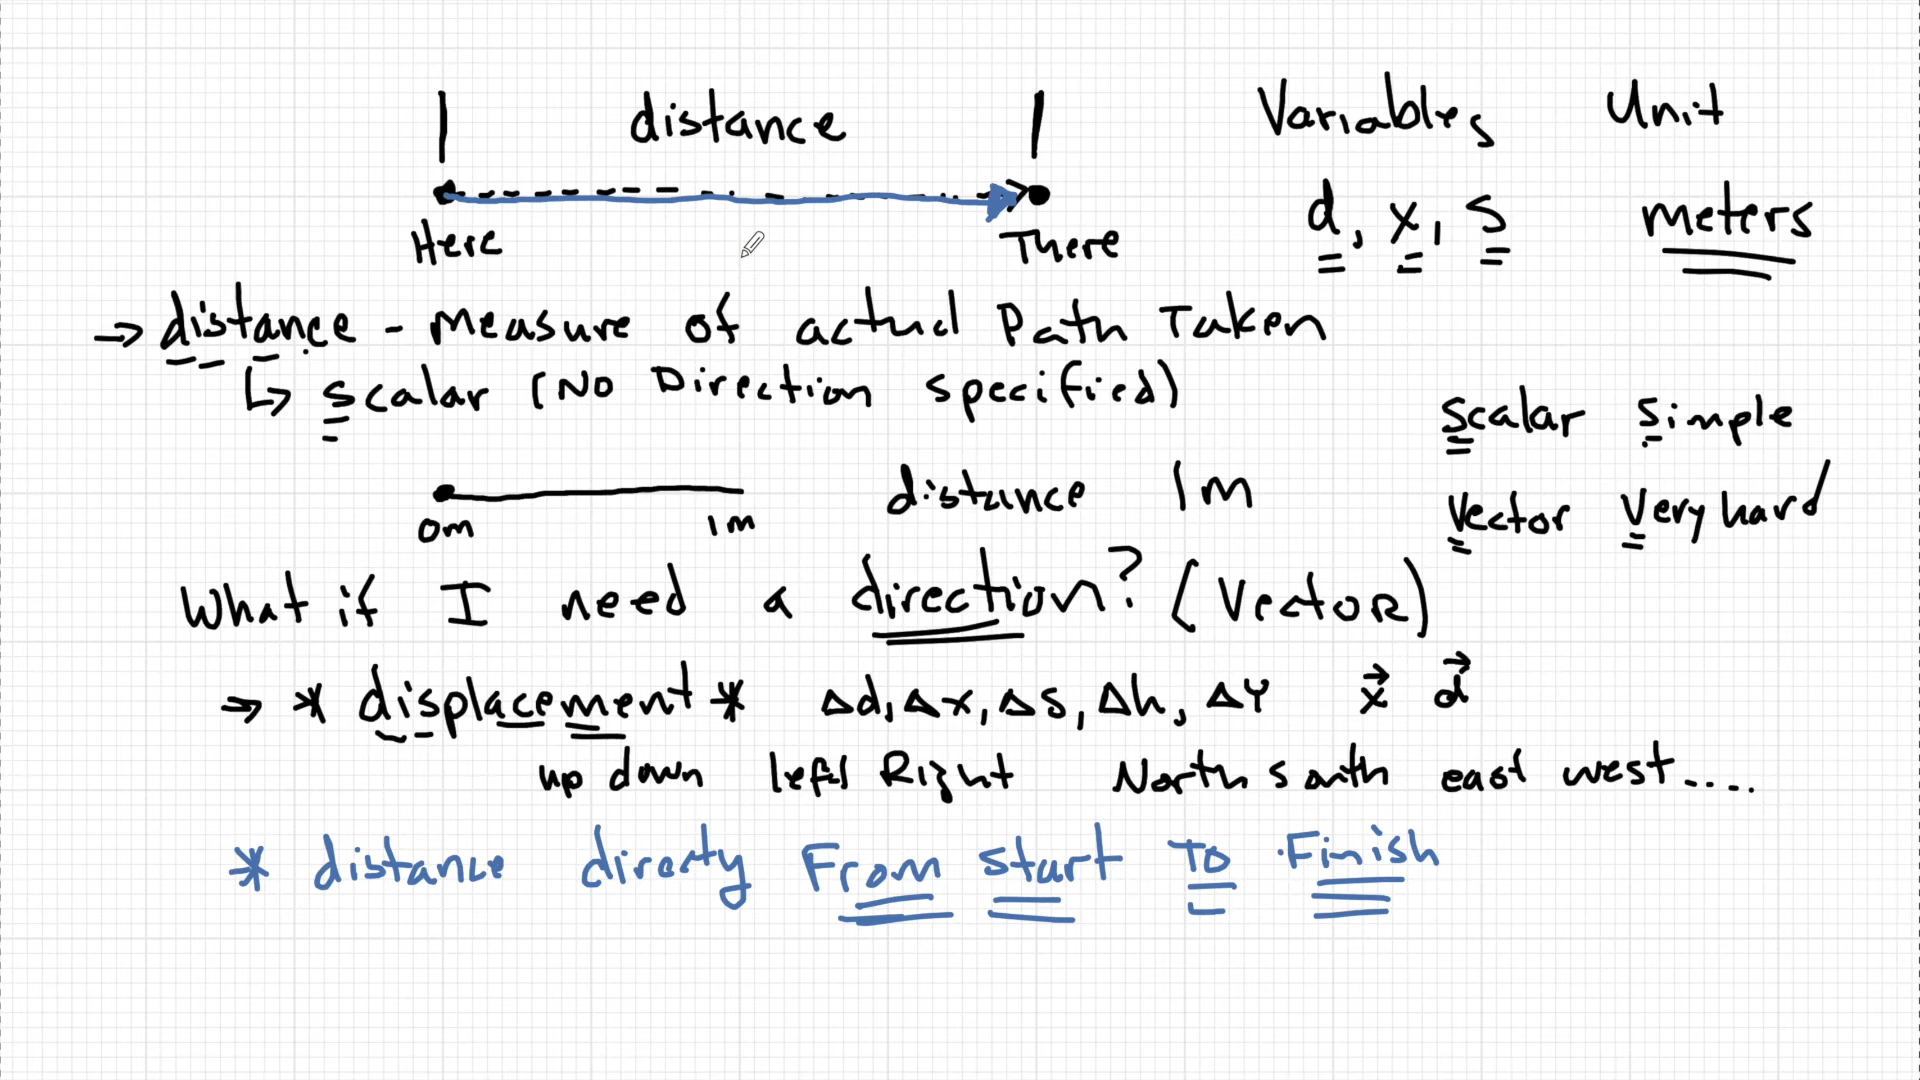 distance
Variables Unit
Here There
d, x, s meters
→ distance - Measure of actual Path Taken
↳ scalar (No Direction specified)
Scalar Simple
0m 1m
distance 1m
Vector Very hard
What if I need a direction? (Vector)
⇒ * displacement * Δd, Δx, Δs, Δh, ΔY x⃗ d⃗
up down left Right North South east west....
* distance directy From start To Finish